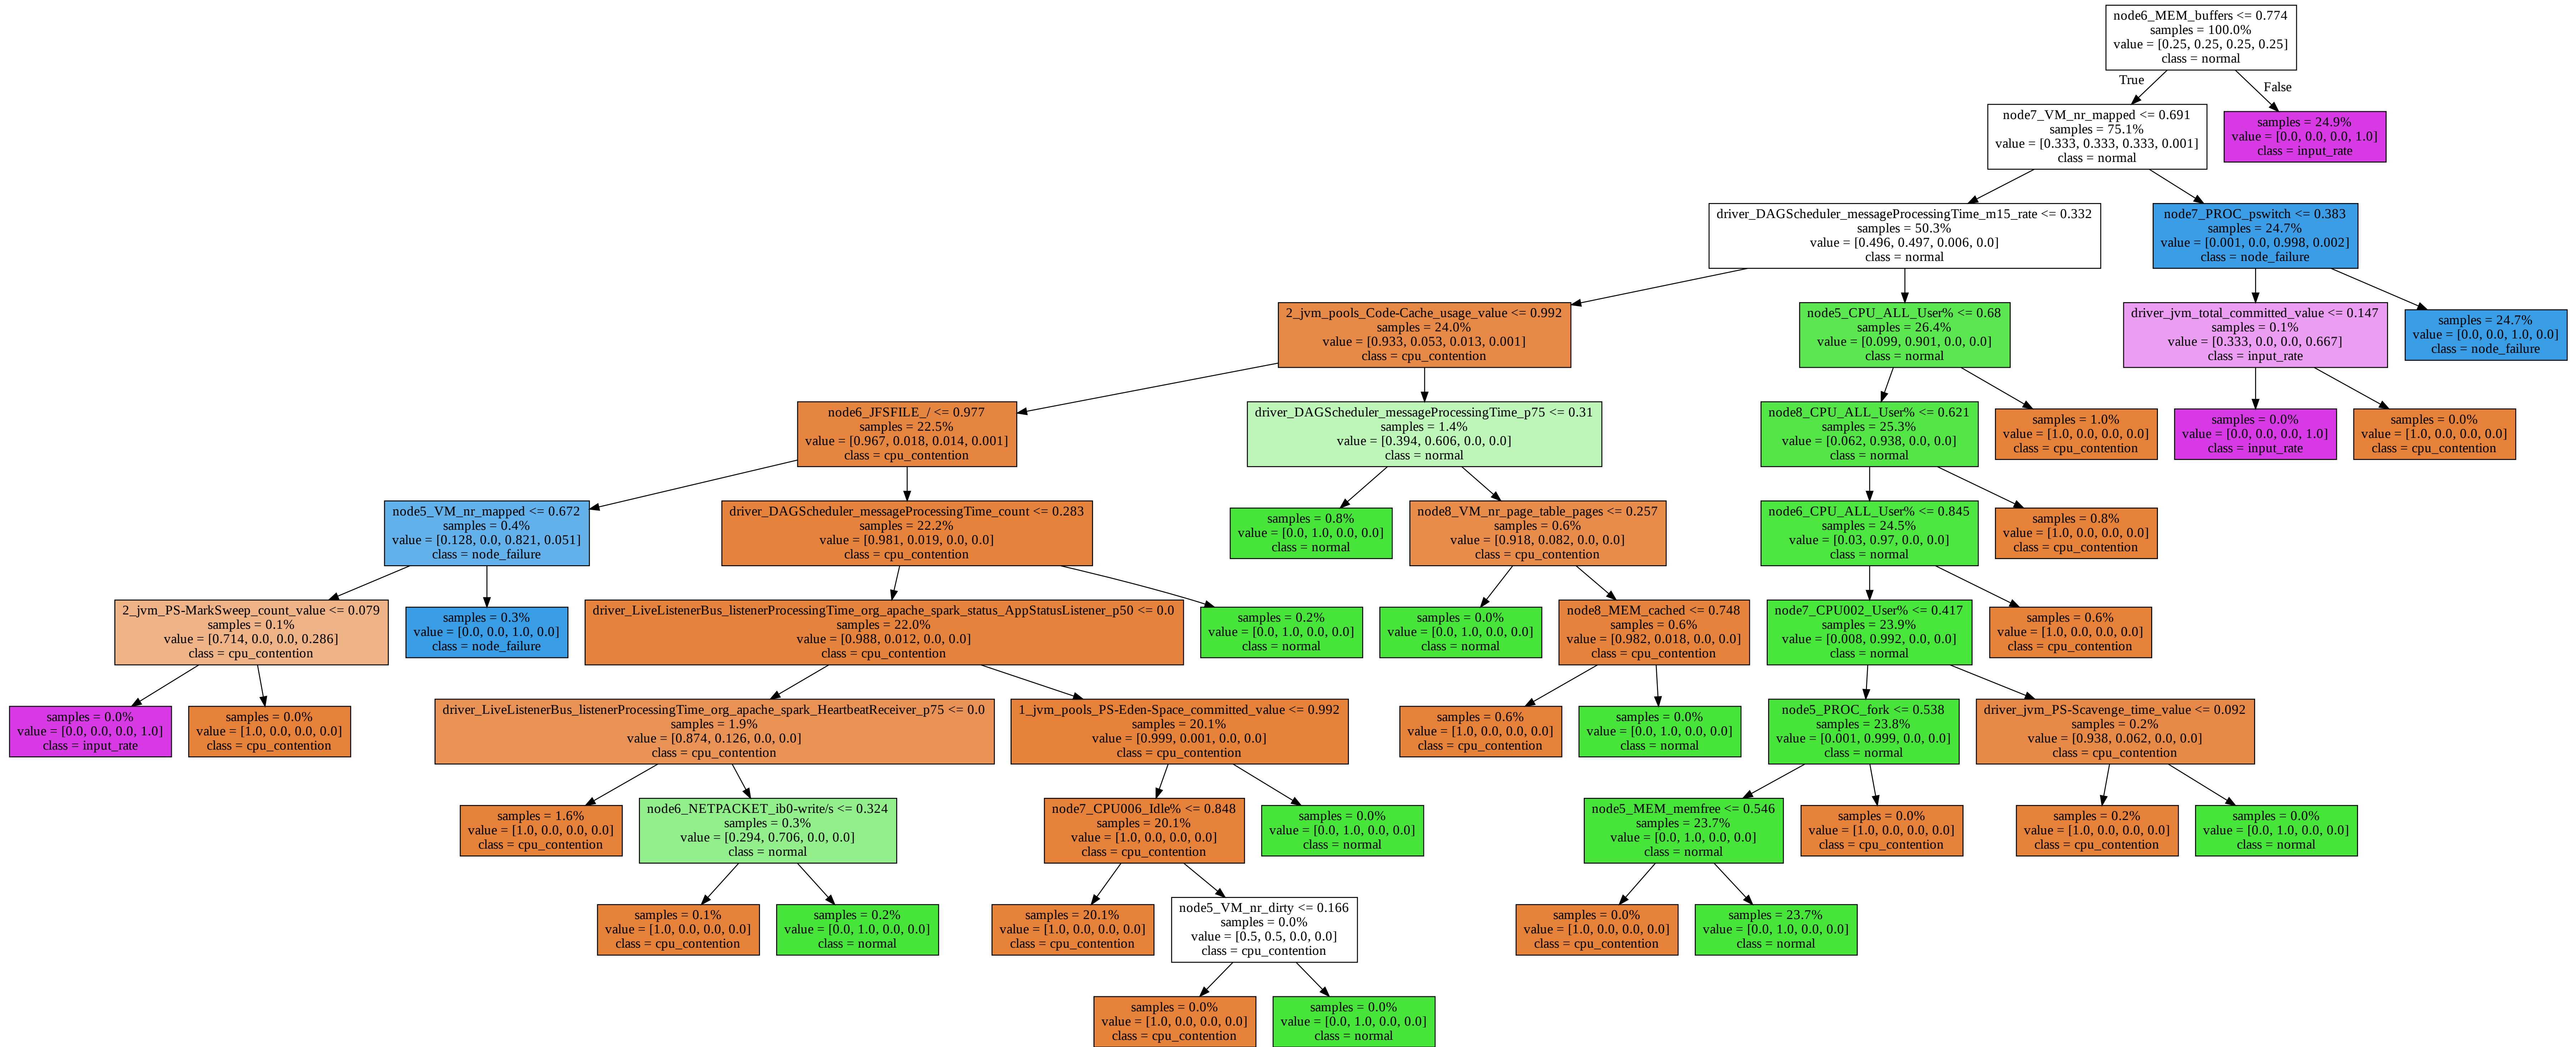 node6_MEM_buffers <= 0.774
samples = 100.0%
value = [0.25, 0.25, 0.25, 0.25]
class = normal
True
False
node7_VM_nr_mapped <= 0.691
samples = 75.1%
value = [0.333, 0.333, 0.333, 0.001]
class = normal
samples = 24.9%
value = [0.0, 0.0, 0.0, 1.0]
class = input_rate
driver_DAGScheduler_messageProcessingTime_m15_rate <= 0.332
samples = 50.3%
value = [0.496, 0.497, 0.006, 0.0]
class = normal
node7_PROC_pswitch <= 0.383
samples = 24.7%
value = [0.001, 0.0, 0.998, 0.002]
class = node_failure
2_jvm_pools_Code-Cache_usage_value <= 0.992
samples = 24.0%
value = [0.933, 0.053, 0.013, 0.001]
class = cpu_contention
node5_CPU_ALL_User% <= 0.68
samples = 26.4%
value = [0.099, 0.901, 0.0, 0.0]
class = normal
driver_jvm_total_committed_value <= 0.147
samples = 0.1%
value = [0.333, 0.0, 0.0, 0.667]
class = input_rate
samples = 24.7%
value = [0.0, 0.0, 1.0, 0.0]
class = node_failure
node6_JFSFILE_/ <= 0.977
samples = 22.5%
value = [0.967, 0.018, 0.014, 0.001]
class = cpu_contention
driver_DAGScheduler_messageProcessingTime_p75 <= 0.31
samples = 1.4%
value = [0.394, 0.606, 0.0, 0.0]
class = normal
node8_CPU_ALL_User% <= 0.621
samples = 25.3%
value = [0.062, 0.938, 0.0, 0.0]
class = normal
samples = 1.0%
value = [1.0, 0.0, 0.0, 0.0]
class = cpu_contention
samples = 0.0%
value = [0.0, 0.0, 0.0, 1.0]
class = input_rate
samples = 0.0%
value = [1.0, 0.0, 0.0, 0.0]
class = cpu_contention
node5_VM_nr_mapped <= 0.672
samples = 0.4%
value = [0.128, 0.0, 0.821, 0.051]
class = node_failure
driver_DAGScheduler_messageProcessingTime_count <= 0.283
samples = 22.2%
value = [0.981, 0.019, 0.0, 0.0]
class = cpu_contention
samples = 0.8%
value = [0.0, 1.0, 0.0, 0.0]
class = normal
node8_VM_nr_page_table_pages <= 0.257
samples = 0.6%
value = [0.918, 0.082, 0.0, 0.0]
class = cpu_contention
node6_CPU_ALL_User% <= 0.845
samples = 24.5%
value = [0.03, 0.97, 0.0, 0.0]
class = normal
samples = 0.8%
value = [1.0, 0.0, 0.0, 0.0]
class = cpu_contention
2_jvm_PS-MarkSweep_count_value <= 0.079
samples = 0.1%
value = [0.714, 0.0, 0.0, 0.286]
class = cpu_contention
samples = 0.3%
value = [0.0, 0.0, 1.0, 0.0]
class = node_failure
driver_LiveListenerBus_listenerProcessingTime_org_apache_spark_status_AppStatusListener_p50 <= 0.0
samples = 22.0%
value = [0.988, 0.012, 0.0, 0.0]
class = cpu_contention
samples = 0.2%
value = [0.0, 1.0, 0.0, 0.0]
class = normal
samples = 0.0%
value = [0.0, 1.0, 0.0, 0.0]
class = normal
node8_MEM_cached <= 0.748
samples = 0.6%
value = [0.982, 0.018, 0.0, 0.0]
class = cpu_contention
node7_CPU002_User% <= 0.417
samples = 23.9%
value = [0.008, 0.992, 0.0, 0.0]
class = normal
samples = 0.6%
value = [1.0, 0.0, 0.0, 0.0]
class = cpu_contention
samples = 0.0%
value = [0.0, 0.0, 0.0, 1.0]
class = input_rate
samples = 0.0%
value = [1.0, 0.0, 0.0, 0.0]
class = cpu_contention
driver_LiveListenerBus_listenerProcessingTime_org_apache_spark_HeartbeatReceiver_p75 <= 0.0
samples = 1.9%
value = [0.874, 0.126, 0.0, 0.0]
class = cpu_contention
1_jvm_pools_PS-Eden-Space_committed_value <= 0.992
samples = 20.1%
value = [0.999, 0.001, 0.0, 0.0]
class = cpu_contention
samples = 0.6%
value = [1.0, 0.0, 0.0, 0.0]
class = cpu_contention
samples = 0.0%
value = [0.0, 1.0, 0.0, 0.0]
class = normal
node5_PROC_fork <= 0.538
samples = 23.8%
value = [0.001, 0.999, 0.0, 0.0]
class = normal
driver_jvm_PS-Scavenge_time_value <= 0.092
samples = 0.2%
value = [0.938, 0.062, 0.0, 0.0]
class = cpu_contention
samples = 1.6%
value = [1.0, 0.0, 0.0, 0.0]
class = cpu_contention
node6_NETPACKET_ib0-write/s <= 0.324
samples = 0.3%
value = [0.294, 0.706, 0.0, 0.0]
class = normal
node7_CPU006_Idle% <= 0.848
samples = 20.1%
value = [1.0, 0.0, 0.0, 0.0]
class = cpu_contention
samples = 0.0%
value = [0.0, 1.0, 0.0, 0.0]
class = normal
node5_MEM_memfree <= 0.546
samples = 23.7%
value = [0.0, 1.0, 0.0, 0.0]
class = normal
samples = 0.0%
value = [1.0, 0.0, 0.0, 0.0]
class = cpu_contention
samples = 0.2%
value = [1.0, 0.0, 0.0, 0.0]
class = cpu_contention
samples = 0.0%
value = [0.0, 1.0, 0.0, 0.0]
class = normal
samples = 0.1%
value = [1.0, 0.0, 0.0, 0.0]
class = cpu_contention
samples = 0.2%
value = [0.0, 1.0, 0.0, 0.0]
class = normal
samples = 20.1%
value = [1.0, 0.0, 0.0, 0.0]
class = cpu_contention
node5_VM_nr_dirty <= 0.166
samples = 0.0%
value = [0.5, 0.5, 0.0, 0.0]
class = cpu_contention
samples = 0.0%
value = [1.0, 0.0, 0.0, 0.0]
class = cpu_contention
samples = 23.7%
value = [0.0, 1.0, 0.0, 0.0]
class = normal
samples = 0.0%
value = [1.0, 0.0, 0.0, 0.0]
class = cpu_contention
samples = 0.0%
value = [0.0, 1.0, 0.0, 0.0]
class = normal